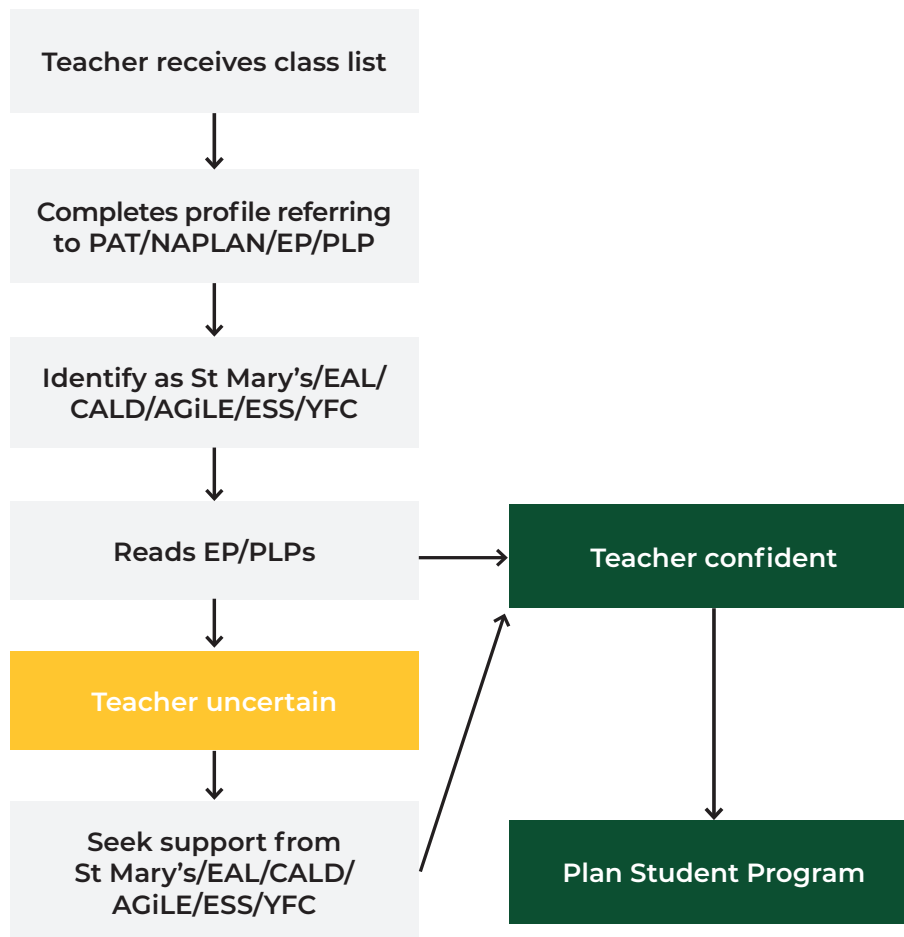 Teacher receives class list
Completes profile referring
to PAT/NAPLAN/EP/PLP
Identify as St Mary’s/EAL/
CALD/AGiLE/ESS/YFC
Reads EP/PLPs
Teacher confident
Teacher uncertain
Seek support from
St Mary’s/EAL/CALD/
AGiLE/ESS/YFC
Plan Student Program